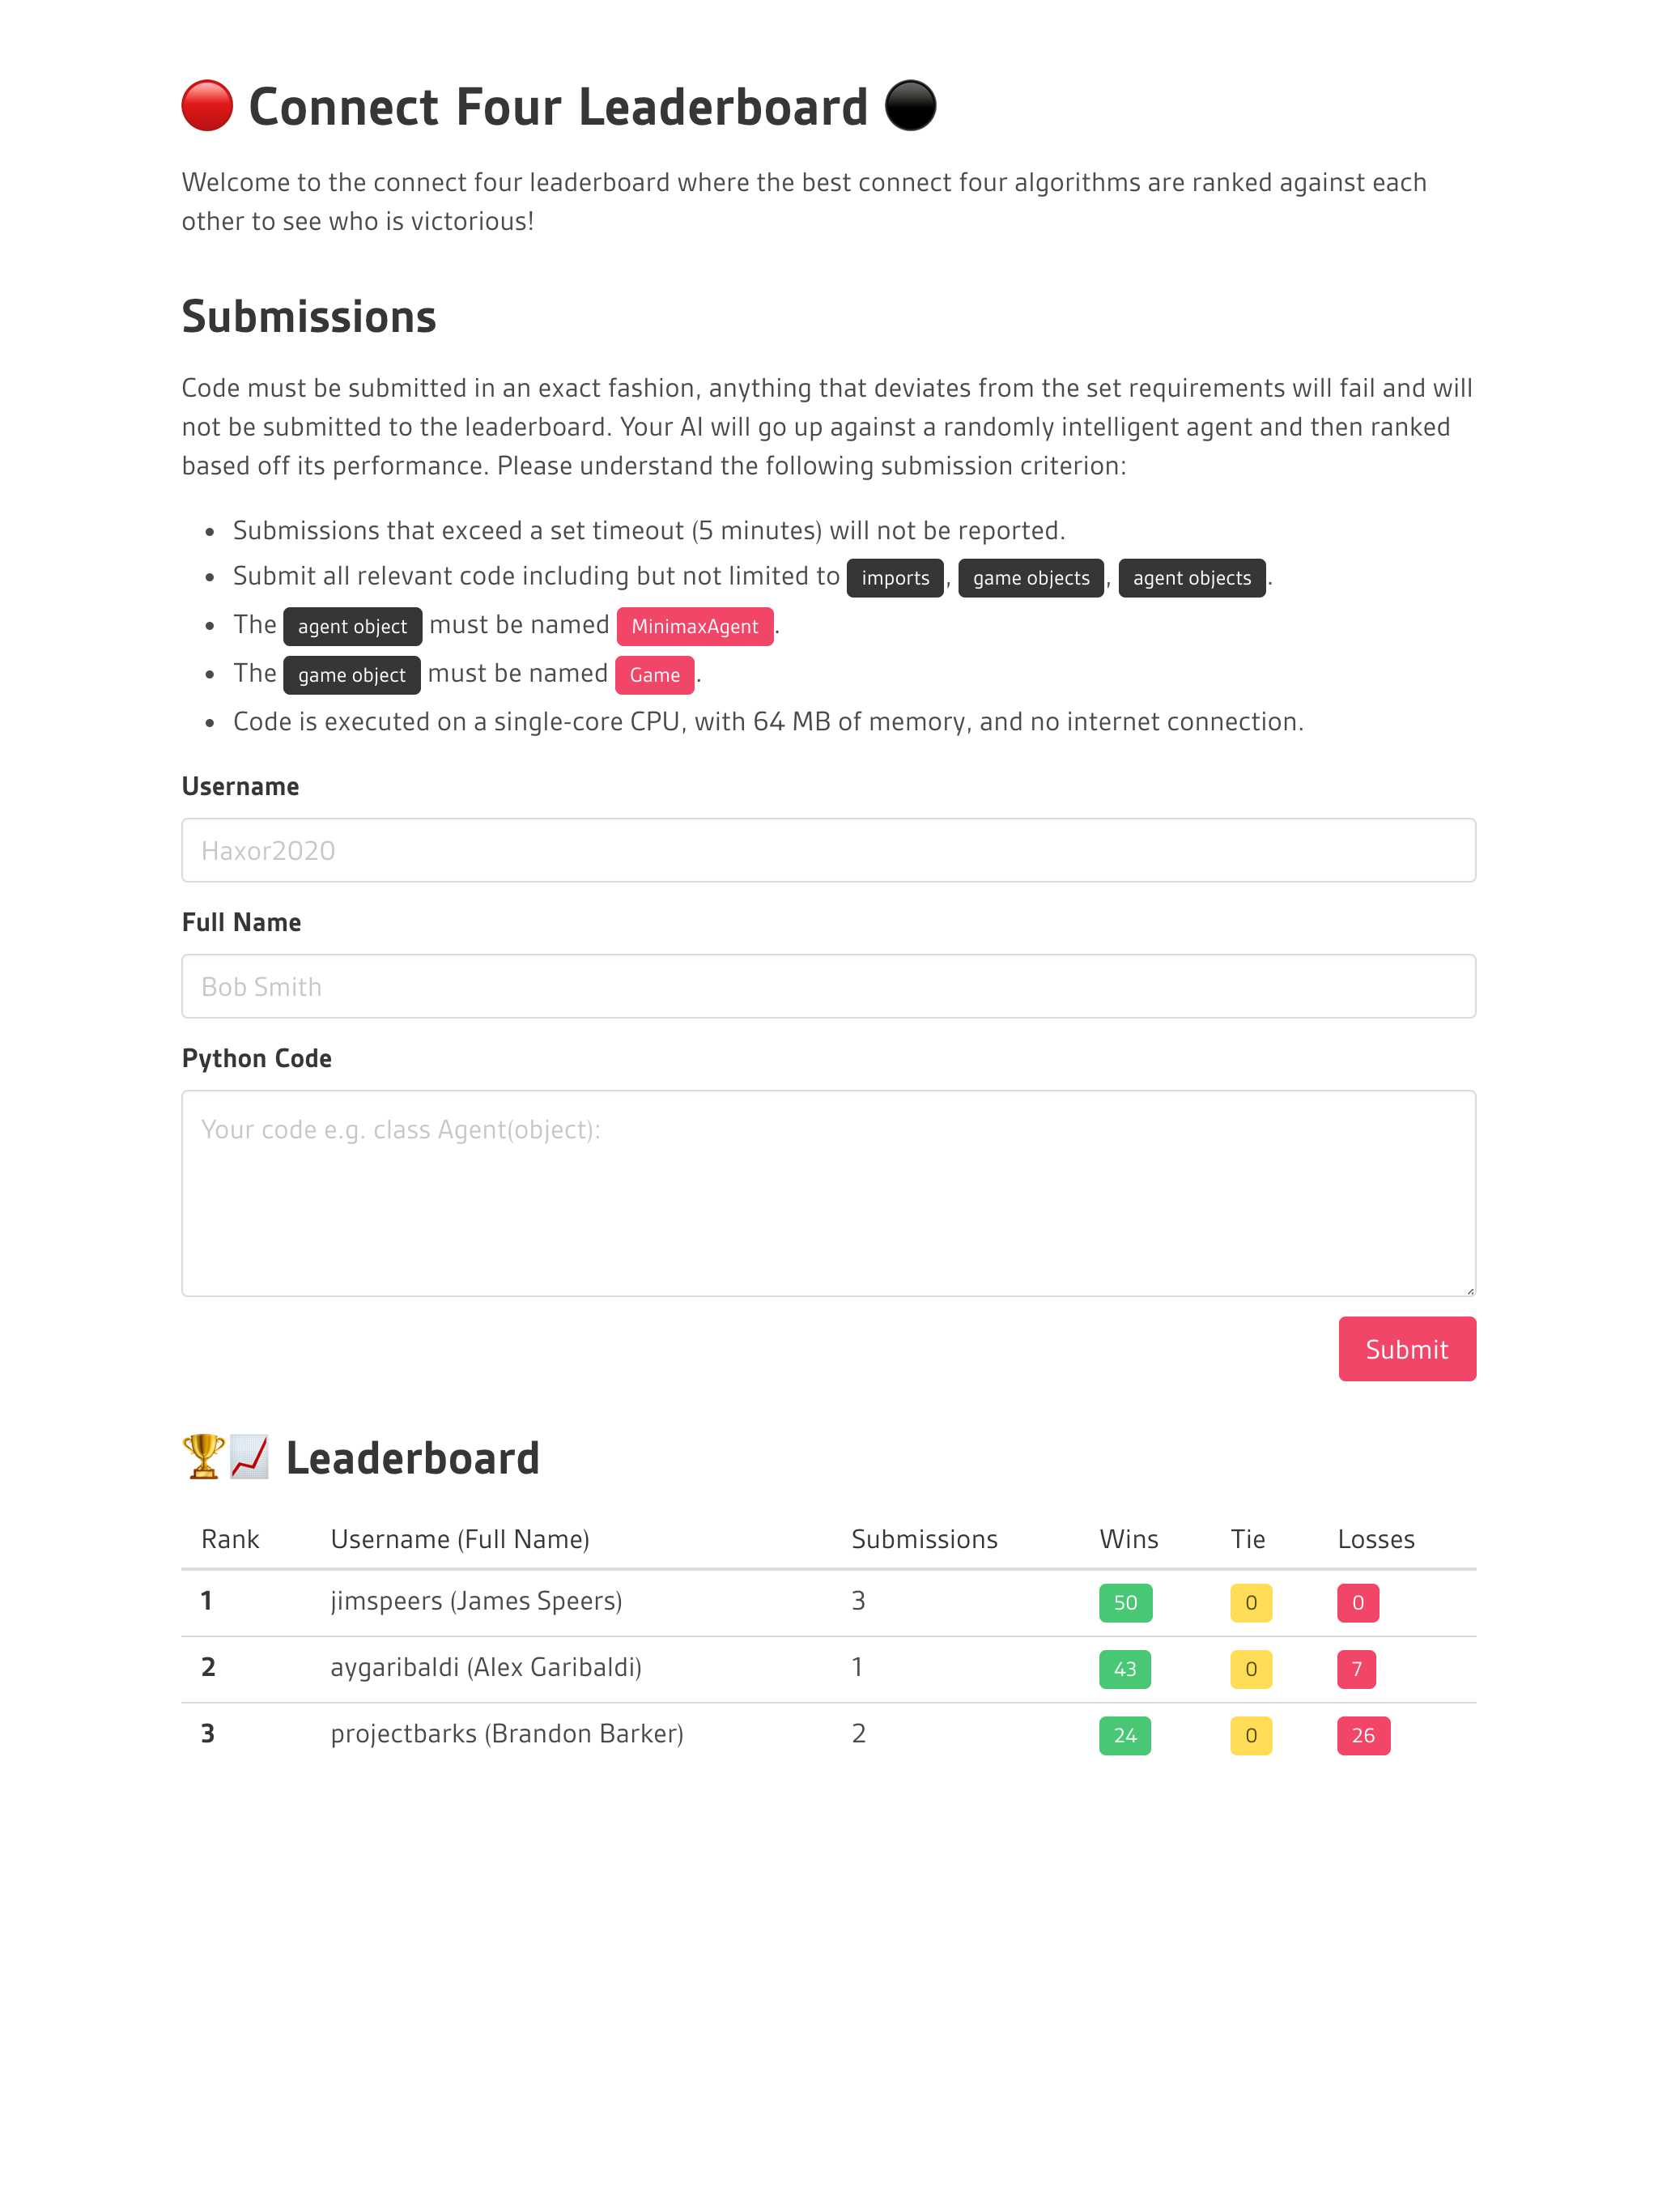 Connect Four Leaderboard
Welcome to the connect four leaderboard where the best connect four algorithms are ranked against each
other to see who is victorious!
Submissions
Code must be submitted in an exact fashion, anything that deviates from the set requirements will fail and will
not be submitted to the leaderboard. Your AI will go up against a randomly intelligent agent and then ranked
based off its performance. Please understand the following submission criterion:
• Submissions that exceed a set timeout (5 minutes) will not be reported.
• Submit all relevant code including but not limited to imports, game objects, agent objects.
• The agent object must be named MinimaxAgent.
• The game object must be named Game.
• Code is executed on a single-core CPU, with 64 MB of memory, and no internet connection.
Username
Haxor2020
Full Name
Bob Smith
Python Code
Your code e.g. class Agent(object):
Submit
Leaderboard
Rank Username (Full Name) Submissions Wins Tie Losses
1 jimspeers (James Speers) 3 50 0 0
2 aygaribaldi (Alex Garibaldi) 1 43 0 7
3 projectbarks (Brandon Barker) 2 24 0 26